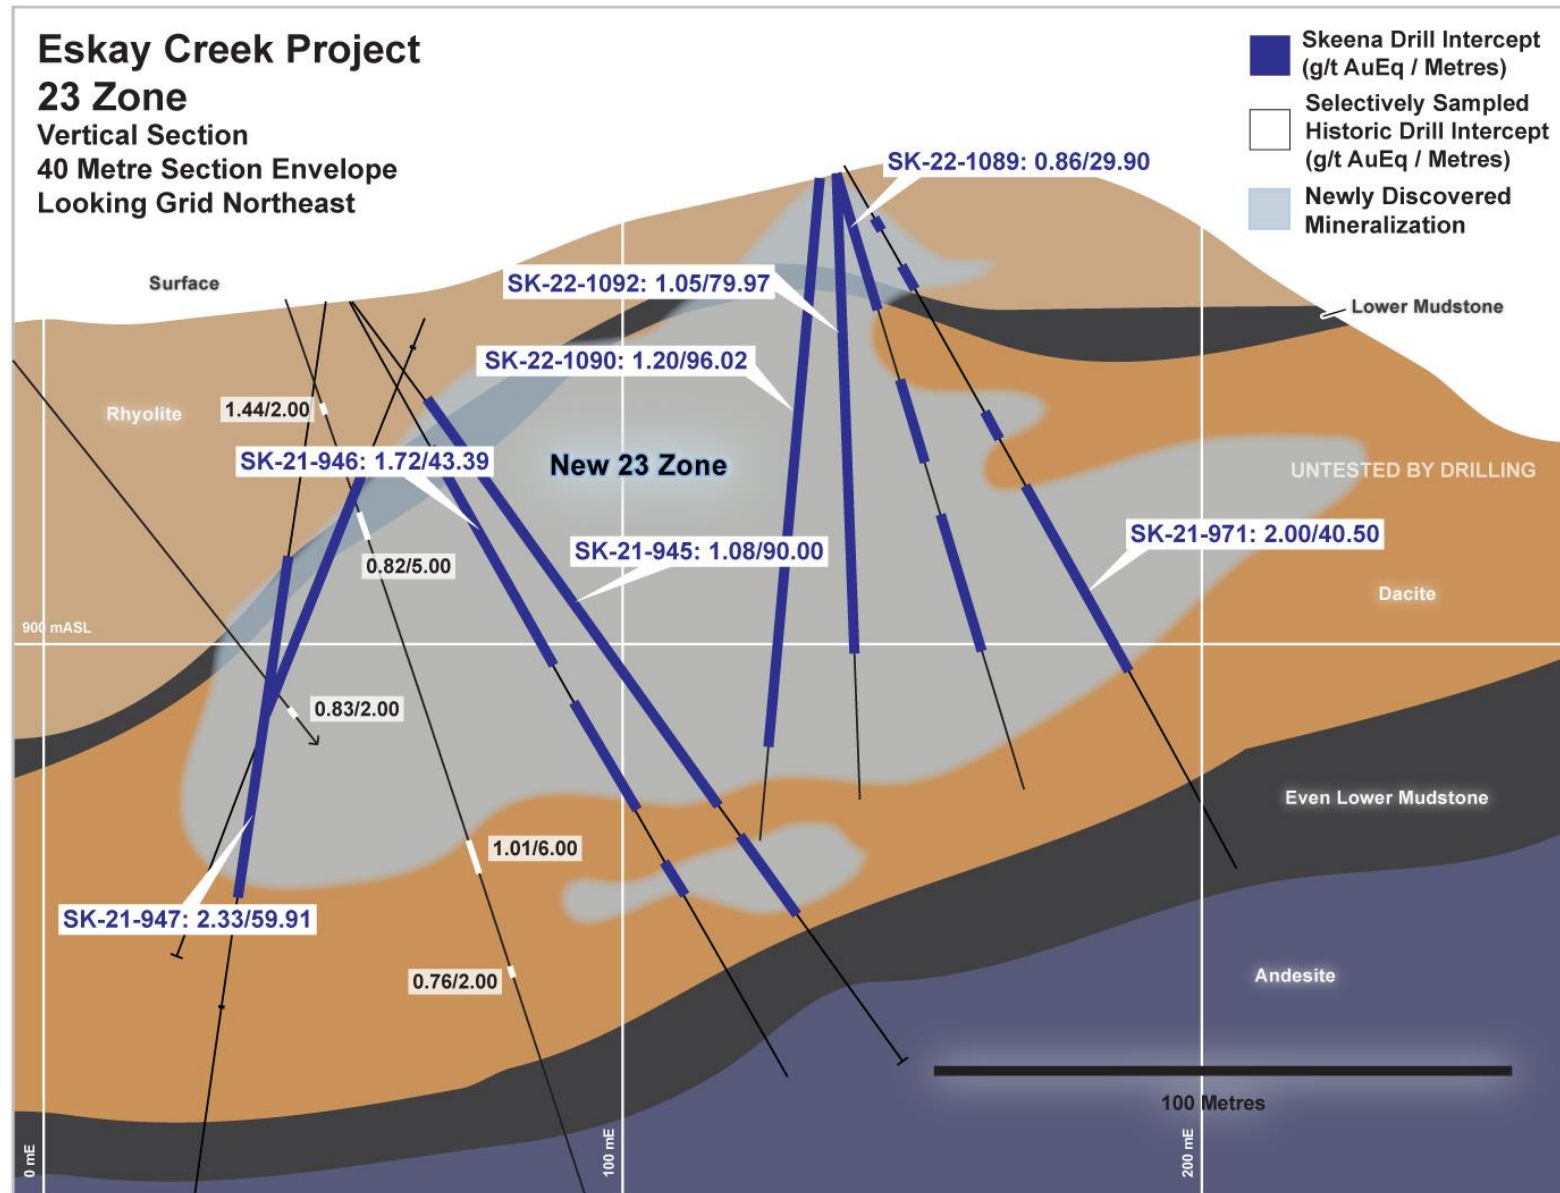 Eskay Creek Project
23 Zone
Vertical Section
40 Metre Section Envelope
Looking Grid Northeast
Skeena Drill Intercept
(g/t AuEq / Metres)
Selectively Sampled
Historic Drill Intercept
(g/t AuEq / Metres)
Newly Discovered
Mineralization
SK-22-1089: 0.86/29.90
Surface
SK-22-1092: 1.05/79.97
Lower Mudstone
SK-22-1090: 1.20/96.02
Rhyolite
1.44/2.00
SK-21-946: 1.72/43.39
New 23 Zone
UNTESTED BY DRILLING
SK-21-945: 1.08/90.00
SK-21-971: 2.00/40.50
0.82/5.00
Dacite
900 mASL
0.83/2.00
Even Lower Mudstone
1.01/6.00
SK-21-947: 2.33/59.91
0.76/2.00
Andesite
100 Metres
0 mE
100 mE
200 mE